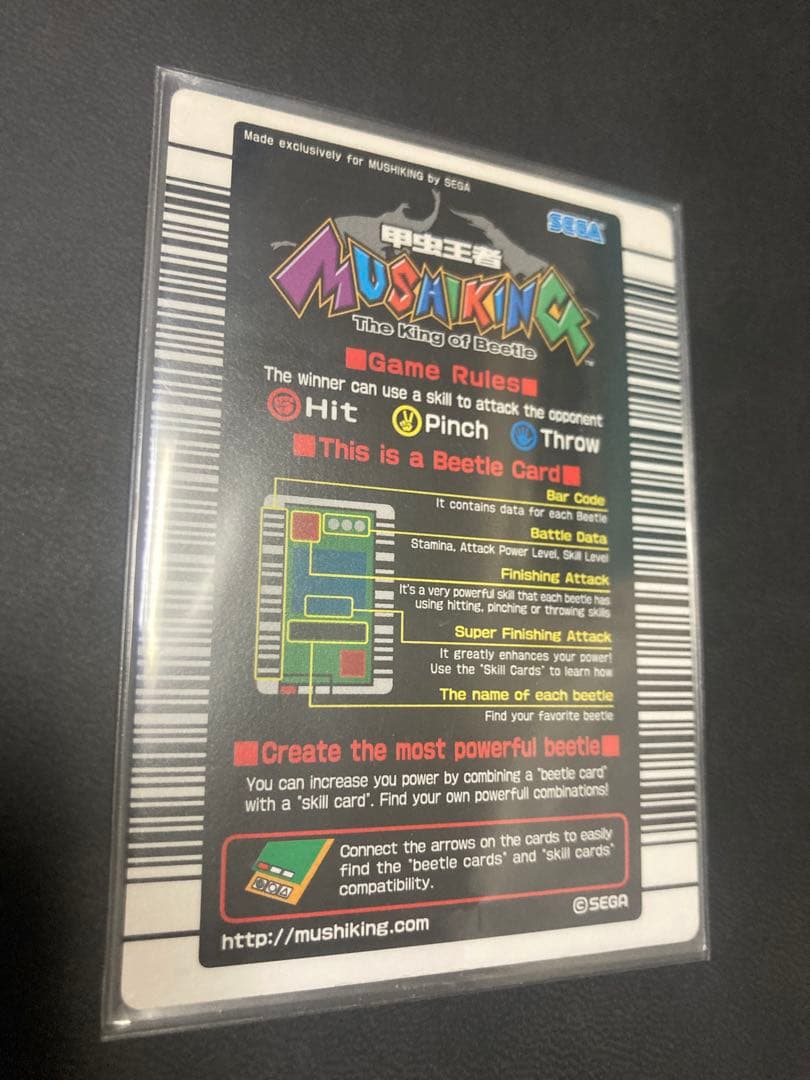 Made exclusively for MUSHIKING by SEGA
SEGA
甲虫王者
MUSHIKING
The King of Beetle
TM
■Game Rules■
The winner can use a skill to attack the opponent
Hit Pinch Throw
■This is a Beetle Card■
Bar Code
It contains data for each Beetle
Battle Data
Stamina, Attack Power Level, Skill Level
Finishing Attack
It's a very powerful skill that each beetle has
using hitting, pinching or throwing skills
Super Finishing Attack
It greatly enhances your power!
Use the "Skill Cards" to learn how
The name of each beetle
Find your favorite beetle
■Create the most powerful beetle■
You can increase you power by combining a "beetle card"
with a "skill card". Find your own powerfull combinations!
Connect the arrows on the cards to easily
find the "beetle cards" and "skill cards"
compatibility.
©SEGA
http://mushiking.com